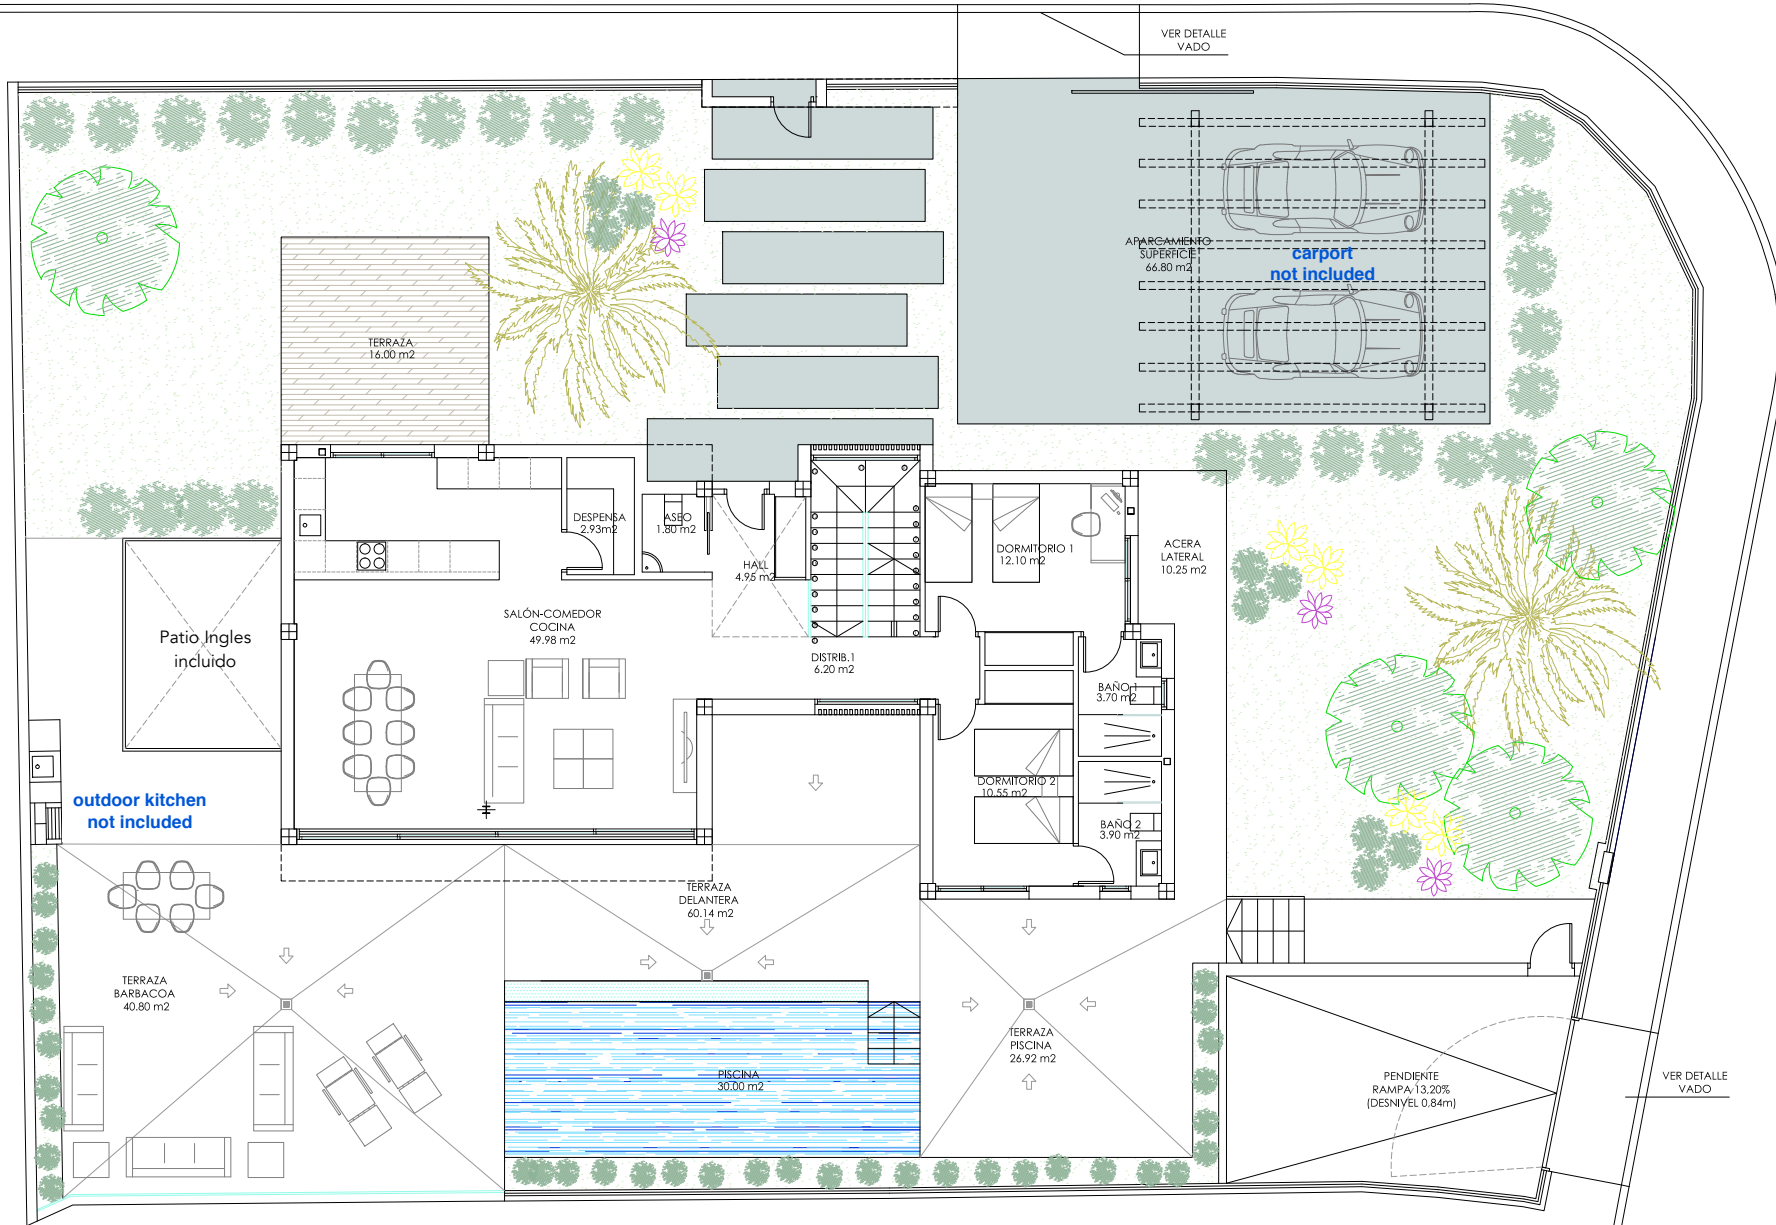 VER DETALLE
VADO
APARCAMIENTO
SUPERFICIE
66.80 m2
carport
not included
TERRAZA
16.00 m2
DESPENSA
2.93m2
ASEO
1.80 m2
HALL
4.95 m2
DORMITORIO 1
12.10 m2
ACERA
LATERAL
10.25 m2
Patio Ingles
incluido
SALÓN-COMEDOR
COCINA
49.98 m2
DISTRIB.1
6.20 m2
BAÑO 1
3.70 m2
DORMITORIO 2
10.55 m2
BAÑO 2
3.90 m2
outdoor kitchen
not included
TERRAZA
DELANTERA
60.14 m2
TERRAZA
BARBACOA
40.80 m2
TERRAZA
PISCINA
26.92 m2
PISCINA
30.00 m2
PENDIENTE
RAMPA 13,20%
(DESNIVEL 0,84m)
VER DETALLE
VADO